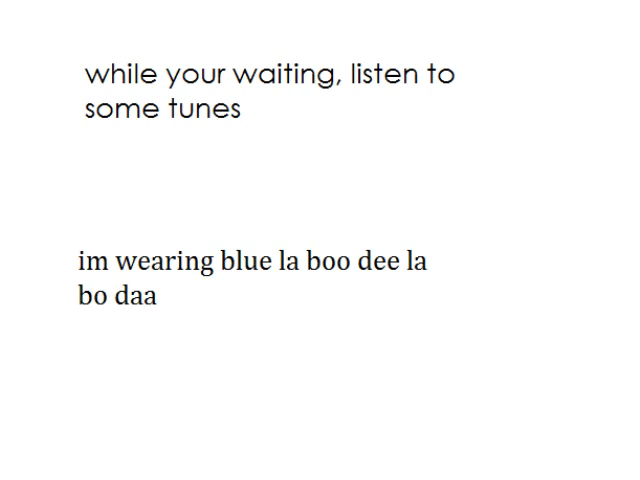 while your waiting, listen to
some tunes
im wearing blue la boo dee la
bo daa